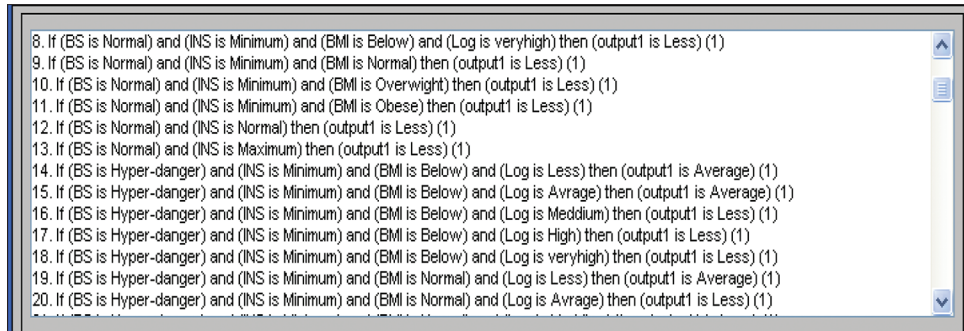 8. If (BS is Normal) and (INS is Minimum) and (BMI is Below) and (Log is veryhigh) then (output1 is Less) (1)
9. If (BS is Normal) and (INS is Minimum) and (BMI is Normal) then (output1 is Less) (1)
10. If (BS is Normal) and (INS is Minimum) and (BMI is Overwight) then (output1 is Less) (1)
11. If (BS is Normal) and (INS is Minimum) and (BMI is Obese) then (output1 is Less) (1)
12. If (BS is Normal) and (INS is Normal) then (output1 is Less) (1)
13. If (BS is Normal) and (INS is Maximum) then (output1 is Less) (1)
14. If (BS is Hyper-danger) and (INS is Minimum) and (BMI is Below) and (Log is Less) then (output1 is Average) (1)
15. If (BS is Hyper-danger) and (INS is Minimum) and (BMI is Below) and (Log is Avrage) then (output1 is Average) (1)
16. If (BS is Hyper-danger) and (INS is Minimum) and (BMI is Below) and (Log is Meddium) then (output1 is Less) (1)
17. If (BS is Hyper-danger) and (INS is Minimum) and (BMI is Below) and (Log is High) then (output1 is Less) (1)
18. If (BS is Hyper-danger) and (INS is Minimum) and (BMI is Below) and (Log is veryhigh) then (output1 is Less) (1)
19. If (BS is Hyper-danger) and (INS is Minimum) and (BMI is Normal) and (Log is Less) then (output1 is Average) (1)
20. If (BS is Hyper-danger) and (INS is Minimum) and (BMI is Normal) and (Log is Avrage) then (output1 is Less) (1)